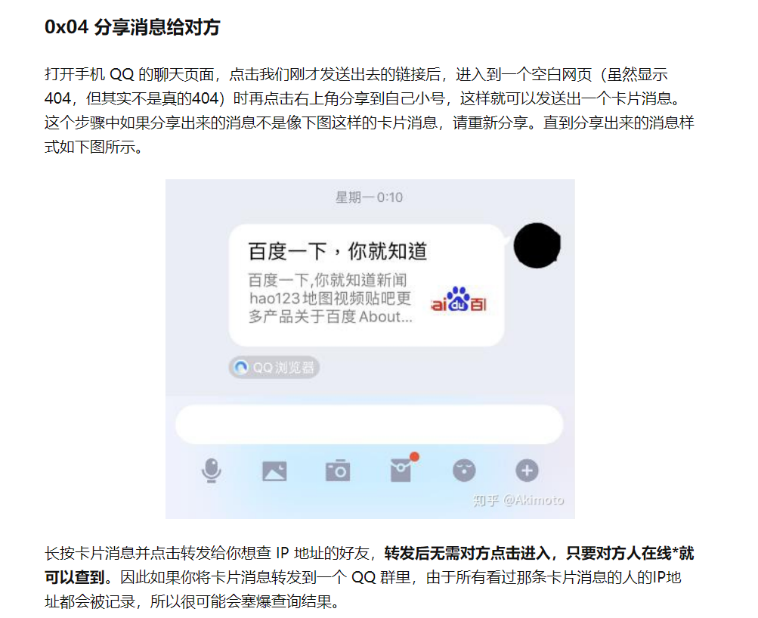 0x04 分享消息给对方
打开手机 QQ 的聊天页面，点击我们刚才发送出去的链接后，进入到一个空白网页（虽然显示
404，但其实不是真的404）时再点击右上角分享到自己小号，这样就可以发送出一个卡片消息。
这个步骤中如果分享出来的消息不是像下图这样的卡片消息，请重新分享。直到分享出来的消息样
式如下图所示。
星期一 0:10
百度一下，你就知道
百度一下,你就知道新闻
hao123地图视频贴吧更
多产品关于百度About...
ai du 百
QQ浏览器
知乎 @Akimoto
长按卡片消息并点击转发给你想查 IP 地址的好友，转发后无需对方点击进入，只要对方人在线*就
可以查到。因此如果你将卡片消息转发到一个 QQ 群里，由于所有看过那条卡片消息的人的IP地
址都会被记录，所以很可能会塞爆查询结果。